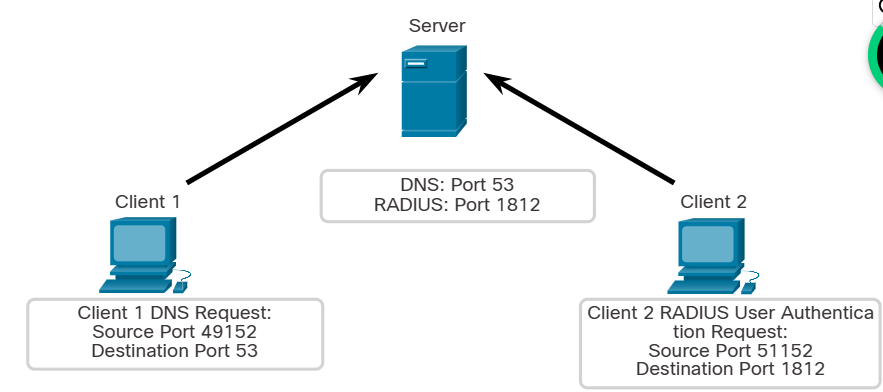 Server
DNS: Port 53
RADIUS: Port 1812
Client 1
Client 2
Client 1 DNS Request:
Source Port 49152
Destination Port 53
Client 2 RADIUS User Authentica
tion Request:
Source Port 51152
Destination Port 1812